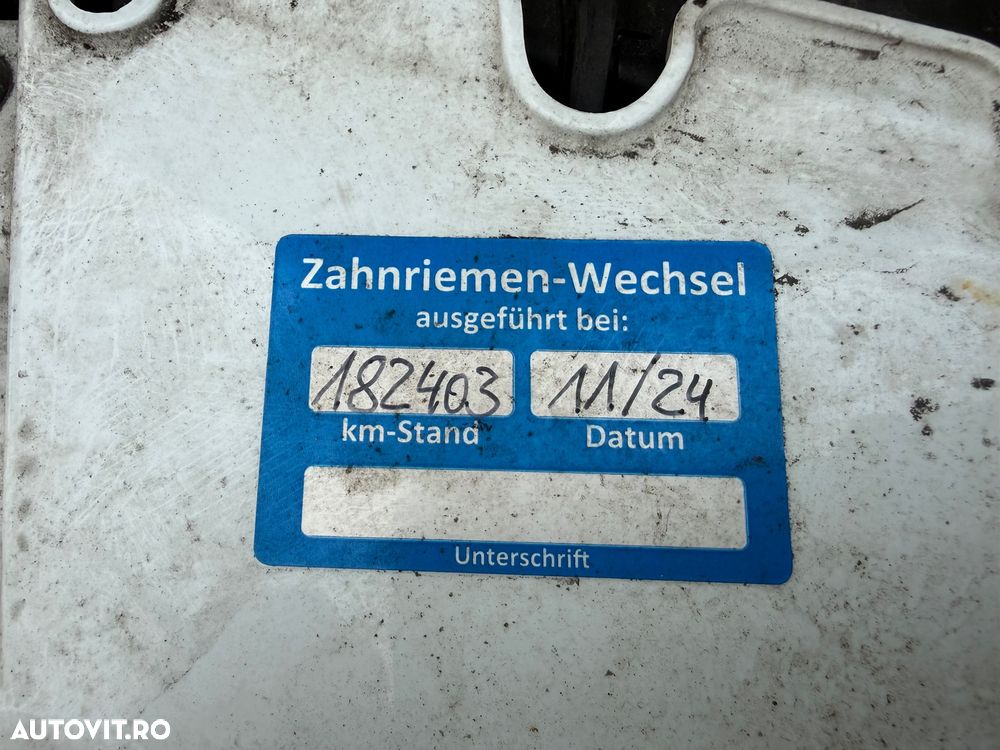 Zahnriemen-Wechsel
ausgeführt bei:
182403 11/24
km-Stand Datum
Unterschrift
AUTOVIT.RO